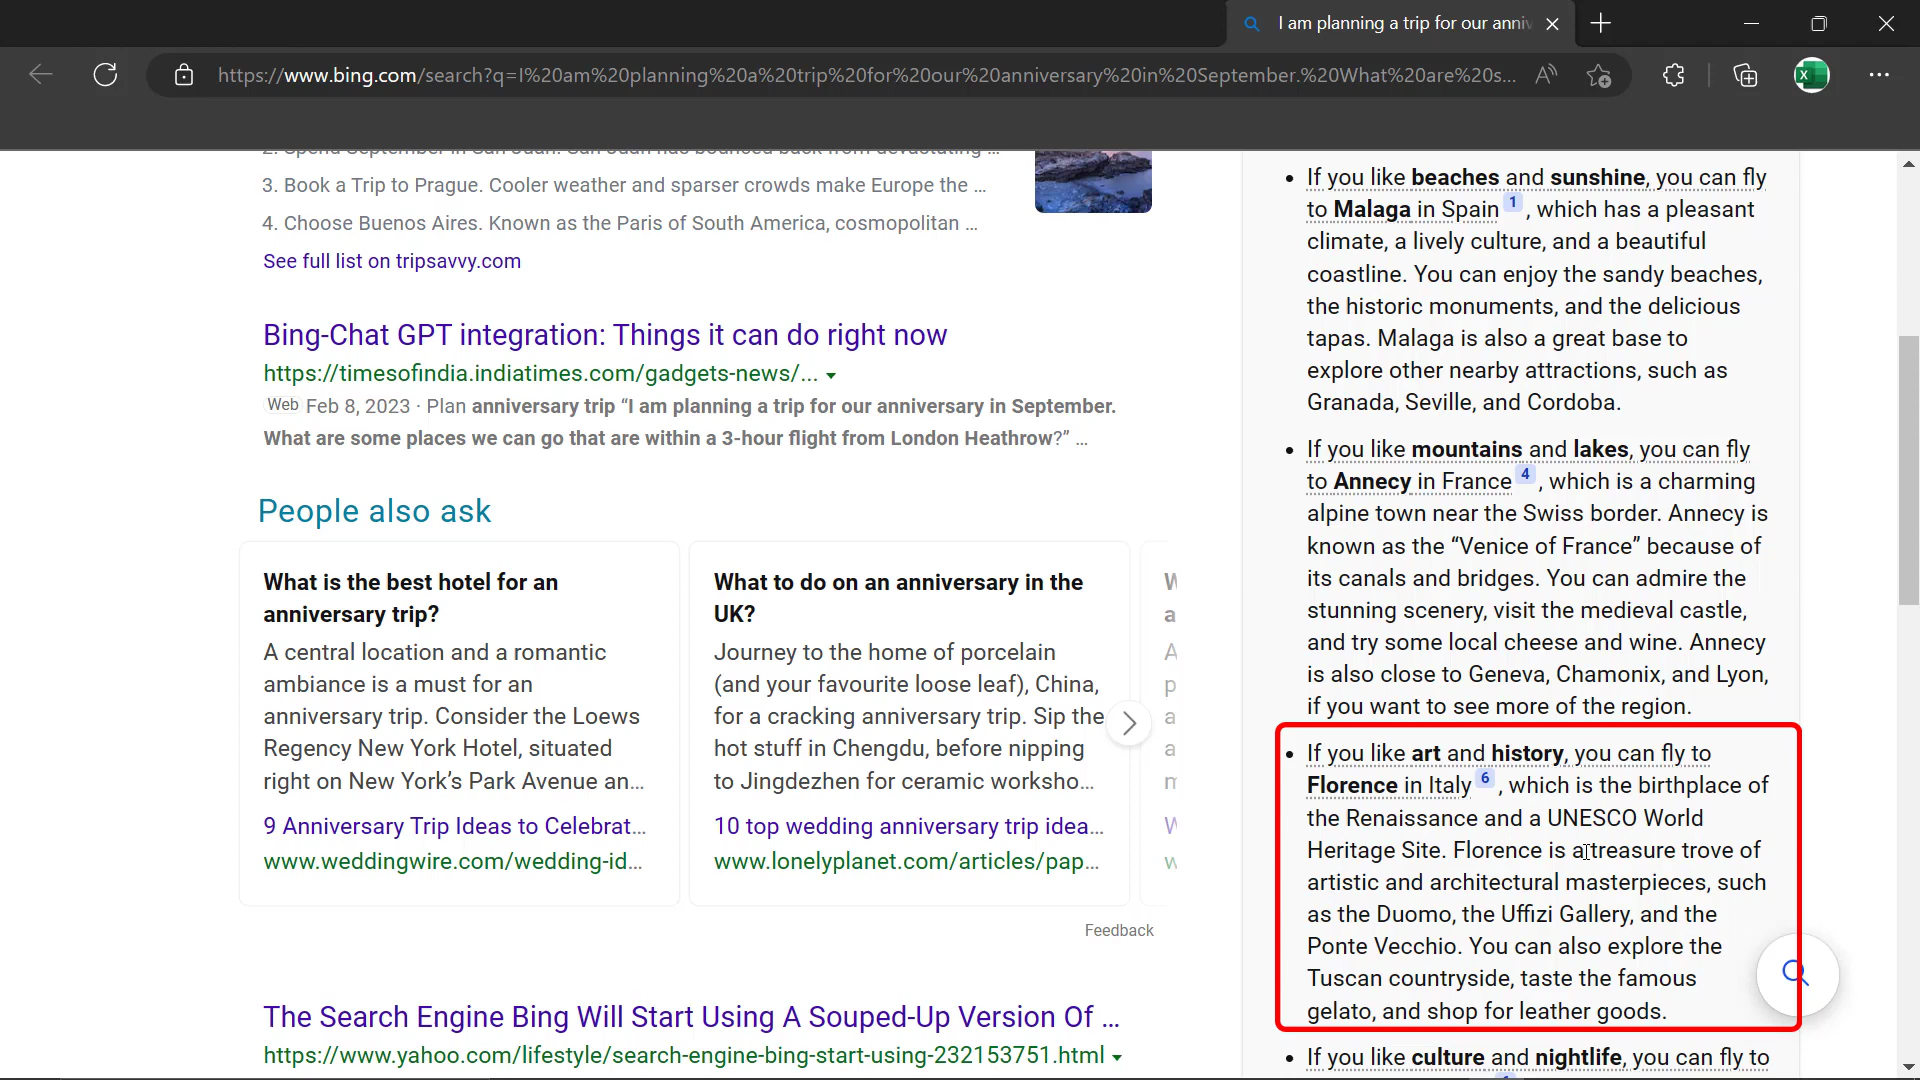 I am planning a trip for our anniv
https://www.bing.com/search?q=I%20am%20planning%20a%20trip%20for%20our%20anniversary%20in%20September.%20What%20are%20s...
3. Book a Trip to Prague. Cooler weather and sparser crowds make Europe the ...
4. Choose Buenos Aires. Known as the Paris of South America, cosmopolitan ...
See full list on tripsavvy.com
Bing-Chat GPT integration: Things it can do right now
https://timesofindia.indiatimes.com/gadgets-news/...
Web Feb 8, 2023 · Plan anniversary trip “I am planning a trip for our anniversary in September.
What are some places we can go that are within a 3-hour flight from London Heathrow?” ...
People also ask
What is the best hotel for an
anniversary trip?
A central location and a romantic
ambiance is a must for an
anniversary trip. Consider the Loews
Regency New York Hotel, situated
right on New York’s Park Avenue an...
9 Anniversary Trip Ideas to Celebrat...
www.weddingwire.com/wedding-id...
What to do on an anniversary in the
UK?
Journey to the home of porcelain
(and your favourite loose leaf), China,
for a cracking anniversary trip. Sip the
hot stuff in Chengdu, before nipping
to Jingdezhen for ceramic worksho...
10 top wedding anniversary trip idea...
www.lonelyplanet.com/articles/pap...
Feedback
The Search Engine Bing Will Start Using A Souped-Up Version Of ...
https://www.yahoo.com/lifestyle/search-engine-bing-start-using-232153751.html
• If you like beaches and sunshine, you can fly
to Malaga in Spain 1 , which has a pleasant
climate, a lively culture, and a beautiful
coastline. You can enjoy the sandy beaches,
the historic monuments, and the delicious
tapas. Malaga is also a great base to
explore other nearby attractions, such as
Granada, Seville, and Cordoba.
• If you like mountains and lakes, you can fly
to Annecy in France 4 , which is a charming
alpine town near the Swiss border. Annecy is
known as the “Venice of France” because of
its canals and bridges. You can admire the
stunning scenery, visit the medieval castle,
and try some local cheese and wine. Annecy
is also close to Geneva, Chamonix, and Lyon,
if you want to see more of the region.
• If you like art and history, you can fly to
Florence in Italy 6 , which is the birthplace of
the Renaissance and a UNESCO World
Heritage Site. Florence is a treasure trove of
artistic and architectural masterpieces, such
as the Duomo, the Uffizi Gallery, and the
Ponte Vecchio. You can also explore the
Tuscan countryside, taste the famous
gelato, and shop for leather goods.
• If you like culture and nightlife, you can fly to